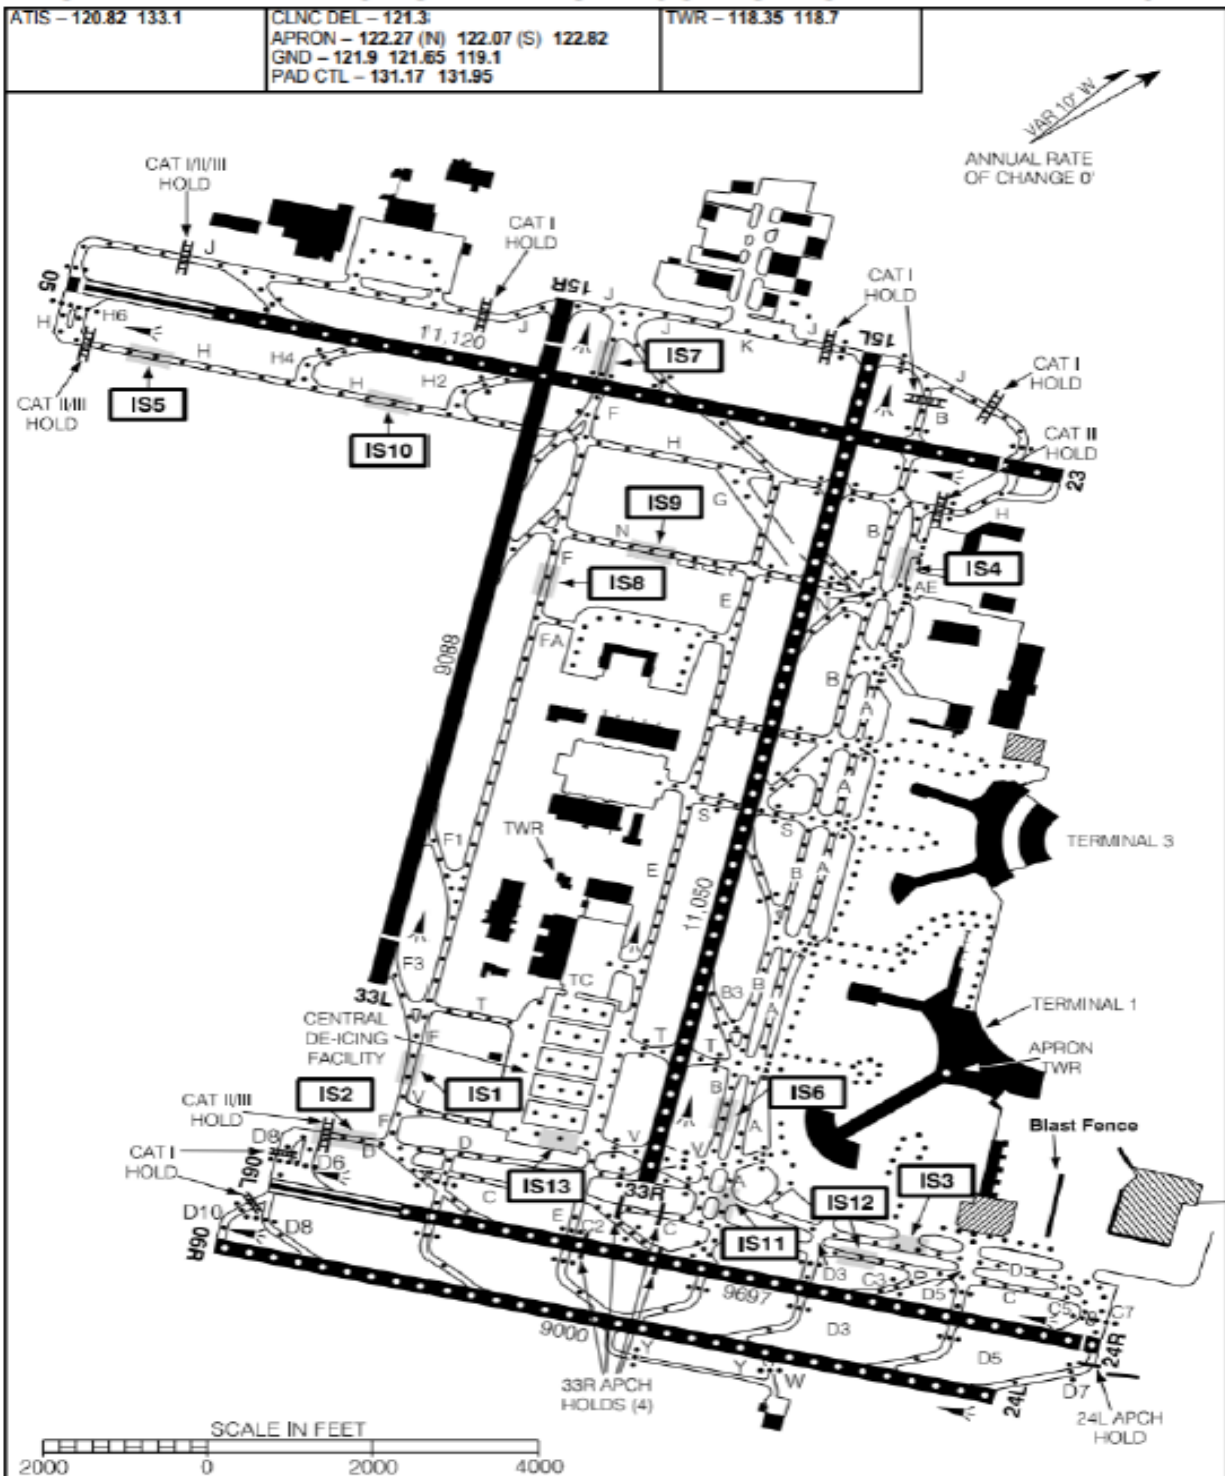 ATIS – 120.82 133.1
CLNC DEL – 121.3
APRON – 122.27 (N) 122.07 (S) 122.82
GND – 121.9 121.65 119.1
PAD CTL – 131.17 131.95
TWR – 118.35 118.7
VAR 10° W
ANNUAL RATE
OF CHANGE 0'
CAT I/II/III
HOLD
CAT I
HOLD
CAT I
HOLD
CAT I
HOLD
CAT III
HOLD
CAT II/III
HOLD
J
J
J
J
K
J
J
05
15R
15L
23
H
H6
H
H4
H
H2
11,120
IS5
IS10
IS7
F
H
G
B
B
H
IS9
N
IS8
F
E
IS4
AE
FA
9088
B
A
A
S
S
TWR
F1
E
B
A
11,050
TERMINAL 3
F3
33L
TC
T
B3
B
A
TERMINAL 1
CENTRAL
DE-ICING
FACILITY
F
T
T
APRON
TWR
IS2
IS1
B
IS6
A
CAT II/III
HOLD
V
F
D
V
V
Blast Fence
CAT I
HOLD
D8
D6
D
C
IS13
33R
A
IS12
IS3
06L
D10
D8
E
C2
C
IS11
06R
D3
C3
D5
D
C
C5
C7
9697
9000
D3
D5
24R
Y
Y
W
24L
D7
33R APCH
HOLDS (4)
24L APCH
HOLD
SCALE IN FEET
2000
0
2000
4000